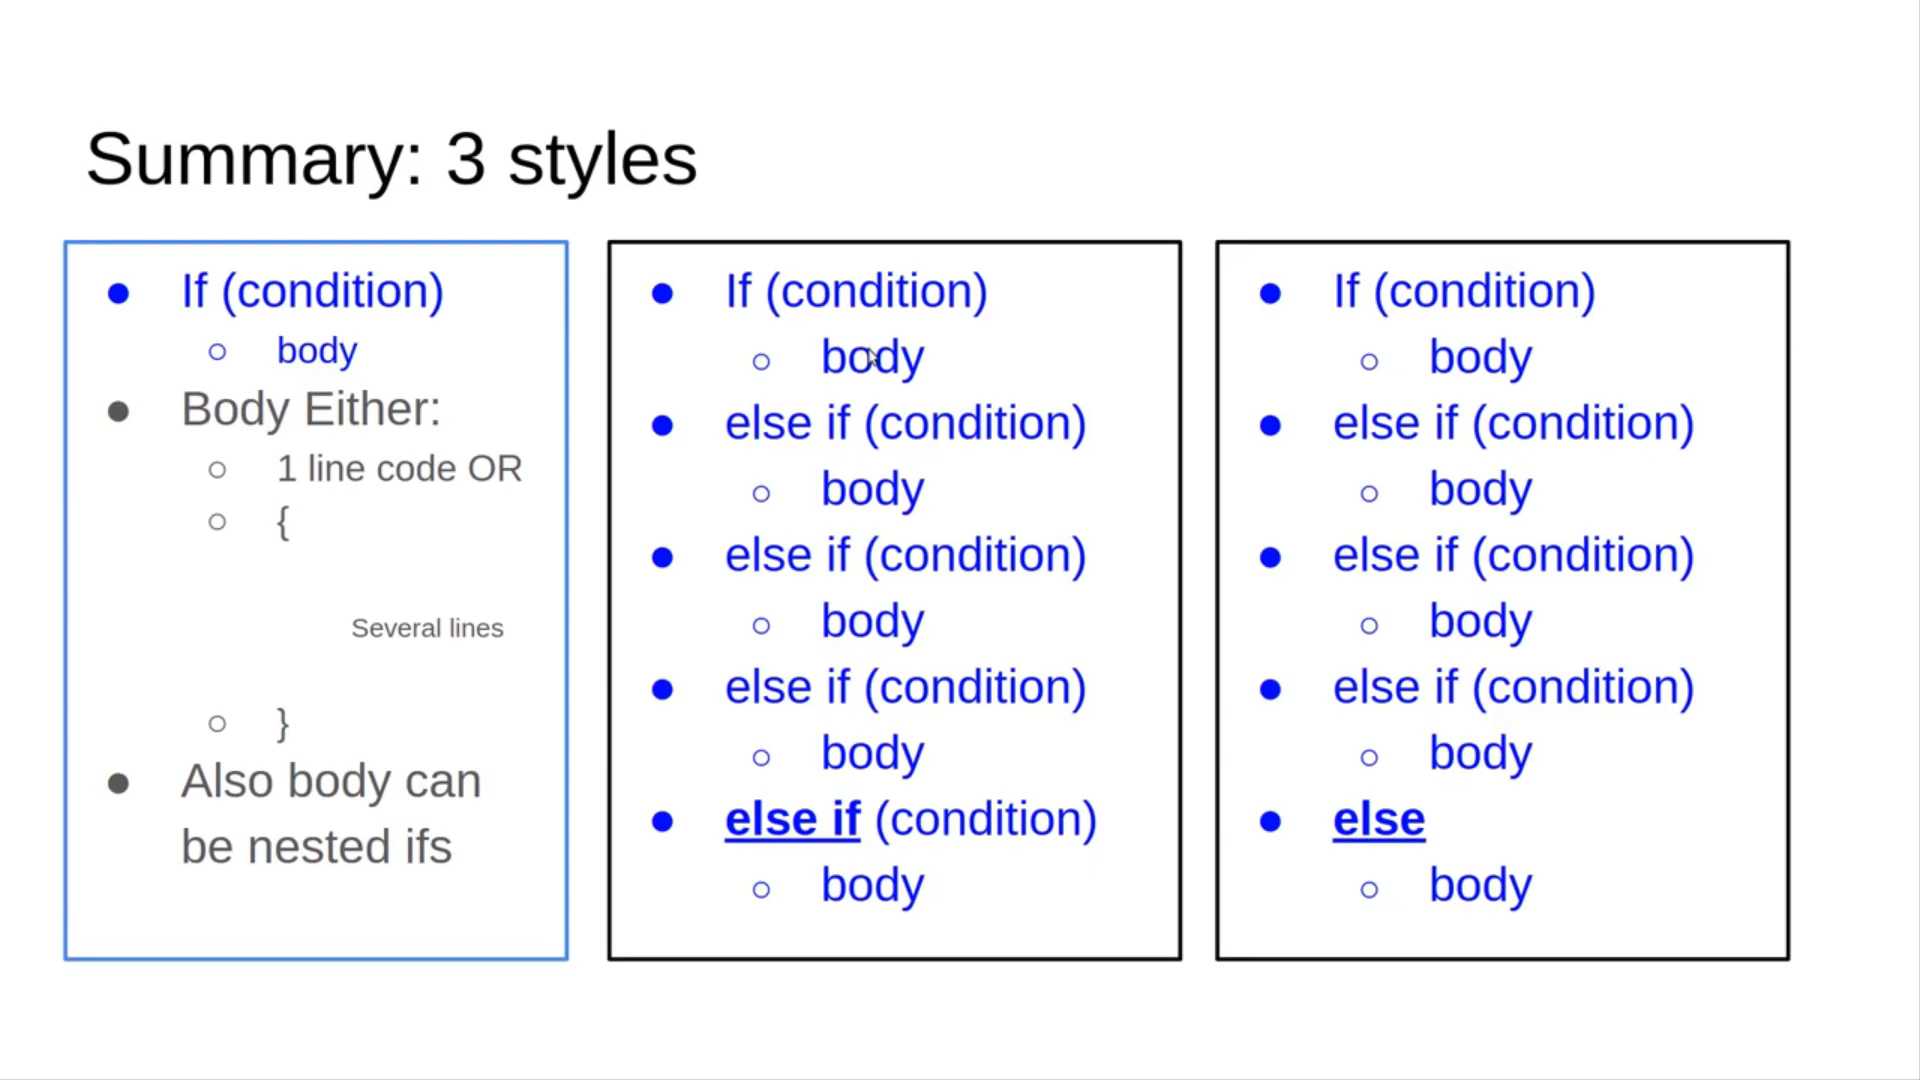 Summary: 3 styles
● If (condition)
○ body
● Body Either:
○ 1 line code OR
○ {
Several lines
○ }
● Also body can
be nested ifs
● If (condition)
○ body
● else if (condition)
○ body
● else if (condition)
○ body
● else if (condition)
○ body
● else if (condition)
○ body
● If (condition)
○ body
● else if (condition)
○ body
● else if (condition)
○ body
● else if (condition)
○ body
● else
○ body